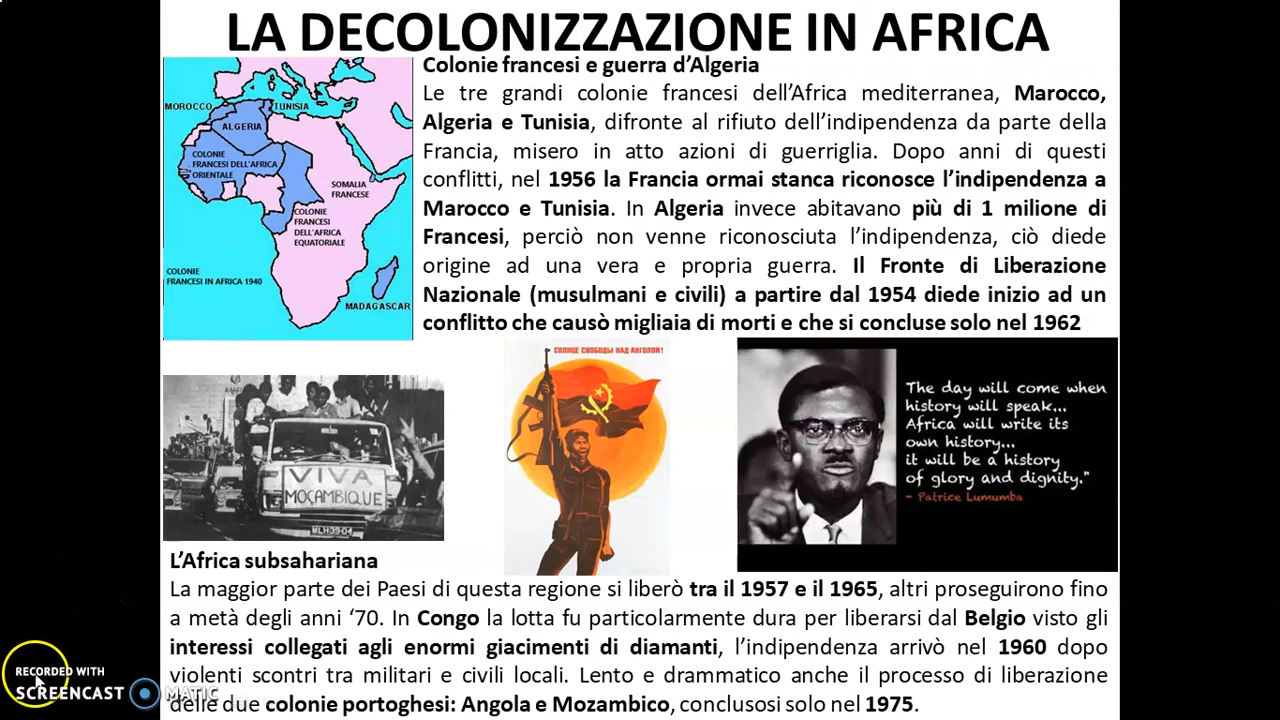 LA DECOLONIZZAZIONE IN AFRICA
MOROCCO
TUNISIA
ALGERIA
COLONIE
FRANCESI DELL'AFRICA
ORIENTALE
SOMALIA
FRANCESE
COLONIE
FRANCESI
DELL'AFRICA
EQUATORIALE
COLONIE
FRANCESI IN AFRICA 1940
MADAGASCAR
Colonie francesi e guerra d'Algeria
Le tre grandi colonie francesi dell'Africa mediterranea, Marocco,
Algeria e Tunisia, difronte al rifiuto dell'indipendenza da parte della
Francia, misero in atto azioni di guerriglia. Dopo anni di questi
conflitti, nel 1956 la Francia ormai stanca riconosce l'indipendenza a
Marocco e Tunisia. In Algeria invece abitavano più di 1 milione di
Francesi, perciò non venne riconosciuta l'indipendenza, ciò diede
origine ad una vera e propria guerra. Il Fronte di Liberazione
Nazionale (musulmani e civili) a partire dal 1954 diede inizio ad un
conflitto che causò migliaia di morti e che si concluse solo nel 1962
VIVA
MOÇAMBIQUE
MLH39-04
СОЛНЦЕ СВОБОДЫ НАД АНГОЛОЙ!
The day will come when
history will speak...
Africa will write its
own history...
it will be a history
of glory and dignity."
- Patrice Lumumba
L'Africa subsahariana
La maggior parte dei Paesi di questa regione si liberò tra il 1957 e il 1965, altri proseguirono fino
a metà degli anni '70. In Congo la lotta fu particolarmente dura per liberarsi dal Belgio visto gli
interessi collegati agli enormi giacimenti di diamanti, l'indipendenza arrivò nel 1960 dopo
violenti scontri tra militari e civili locali. Lento e drammatico anche il processo di liberazione
delle due colonie portoghesi: Angola e Mozambico, conclusosi solo nel 1975.
RECORDED WITH
SCREENCAST MATIC